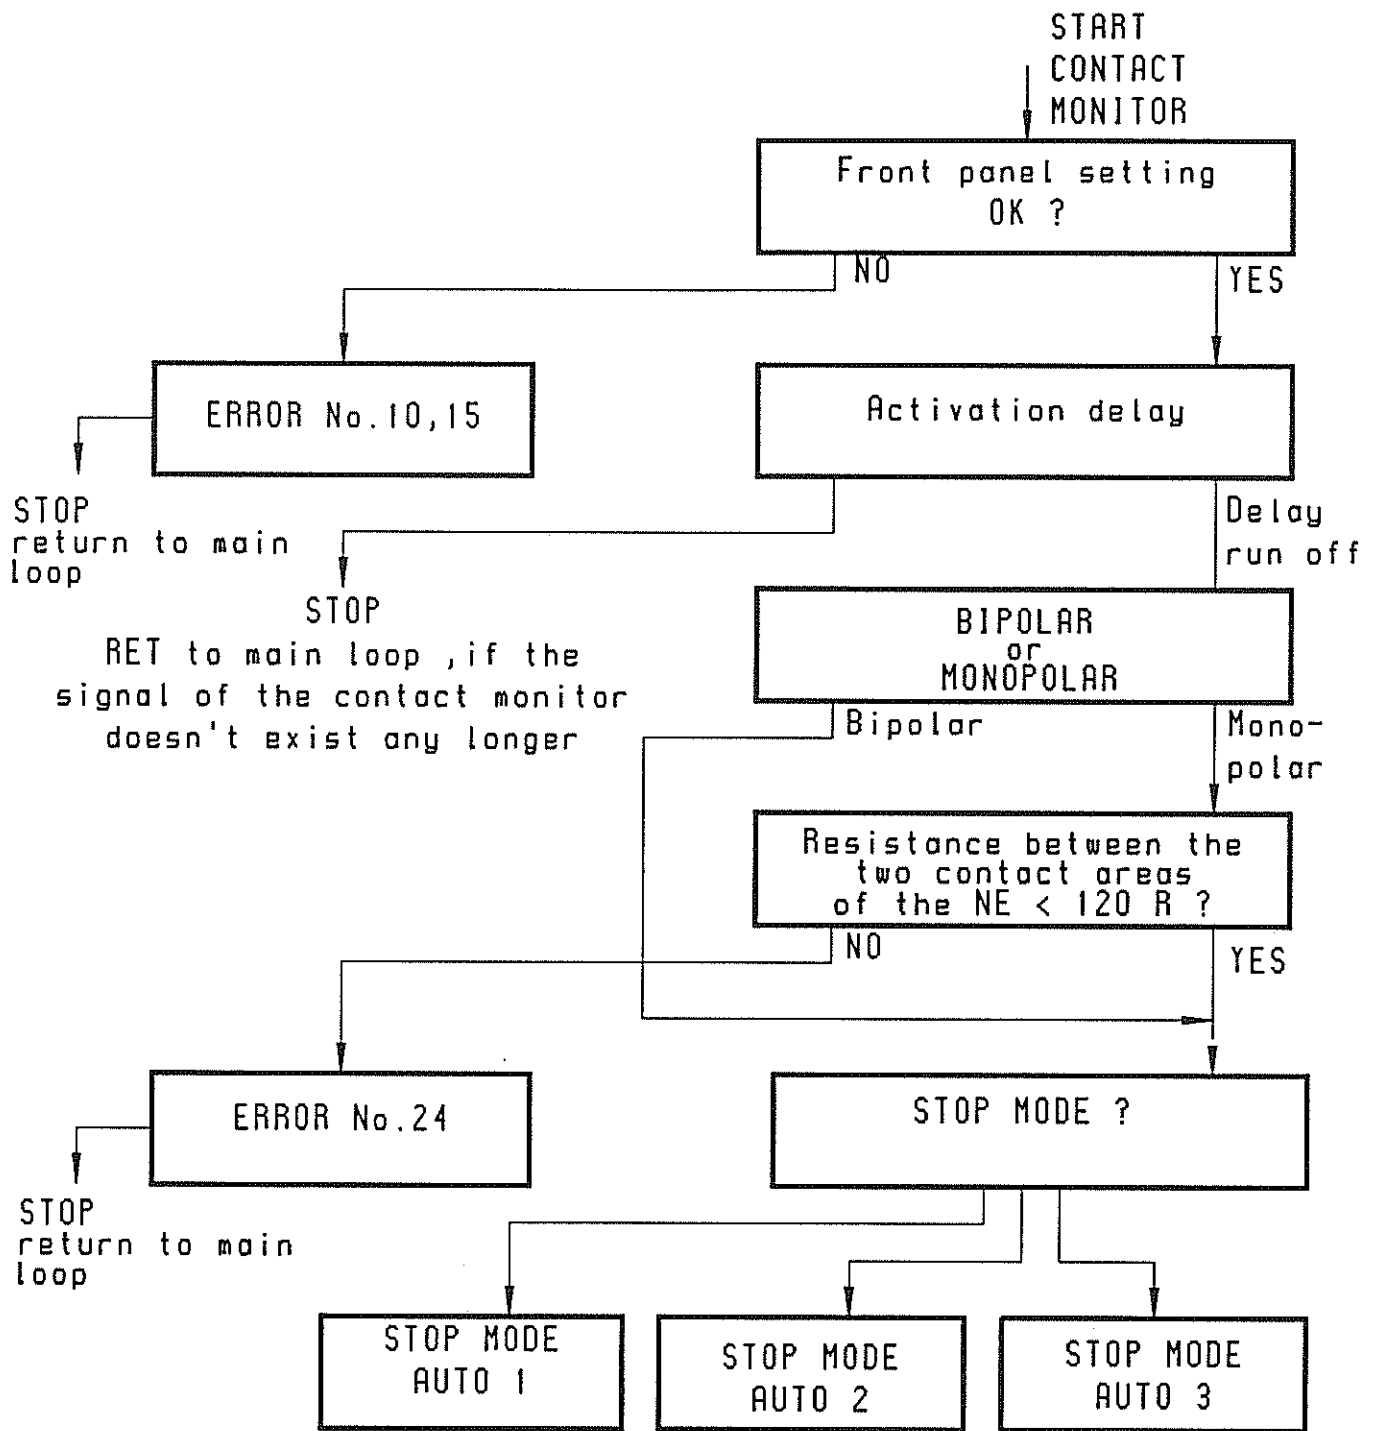 START
CONTACT
MONITOR
Front panel setting
OK ?
NO
YES
ERROR No.10,15
Activation delay
STOP
return to main
loop
Delay
run off
STOP
RET to main loop ,if the
signal of the contact monitor
doesn't exist any longer
BIPOLAR
or
MONOPOLAR
Bipolar
Mono-
polar
Resistance between the
two contact areas
of the NE < 120 R ?
NO
YES
ERROR No.24
STOP MODE ?
STOP
return to main
loop
STOP MODE
AUTO 1
STOP MODE
AUTO 2
STOP MODE
AUTO 3